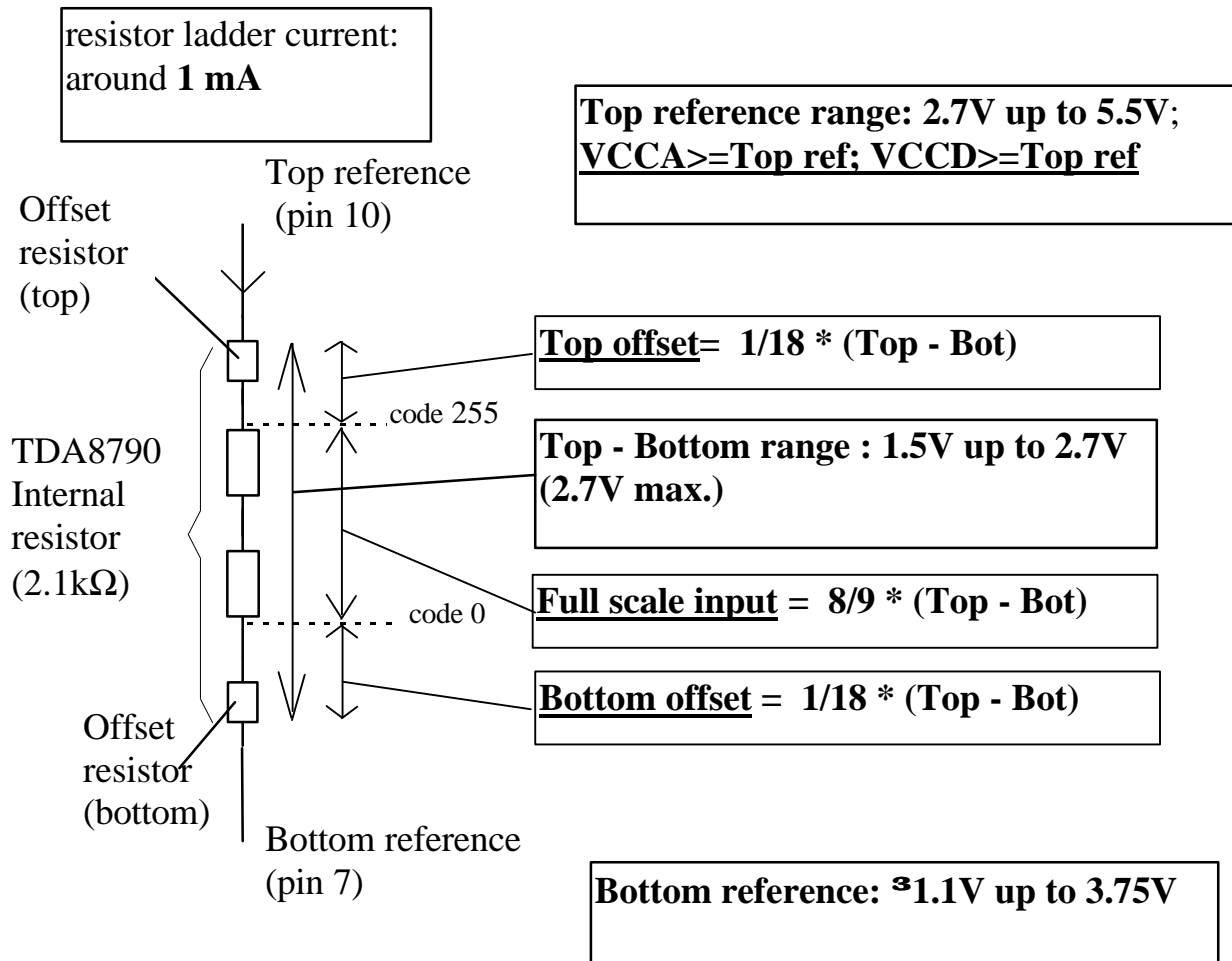 resistor ladder current:
around 1 mA
Top reference range: 2.7V up to 5.5V;
VCCA>=Top ref; VCCD>=Top ref
Top reference
(pin 10)
Offset
resistor
(top)
Top offset= 1/18 * (Top - Bot)
code 255
TDA8790
Internal
resistor
(2.1kΩ)
Top - Bottom range : 1.5V up to 2.7V
(2.7V max.)
Full scale input = 8/9 * (Top - Bot)
code 0
Bottom offset = 1/18 * (Top - Bot)
Offset
resistor
(bottom)
Bottom reference
(pin 7)
Bottom reference: ³1.1V up to 3.75V